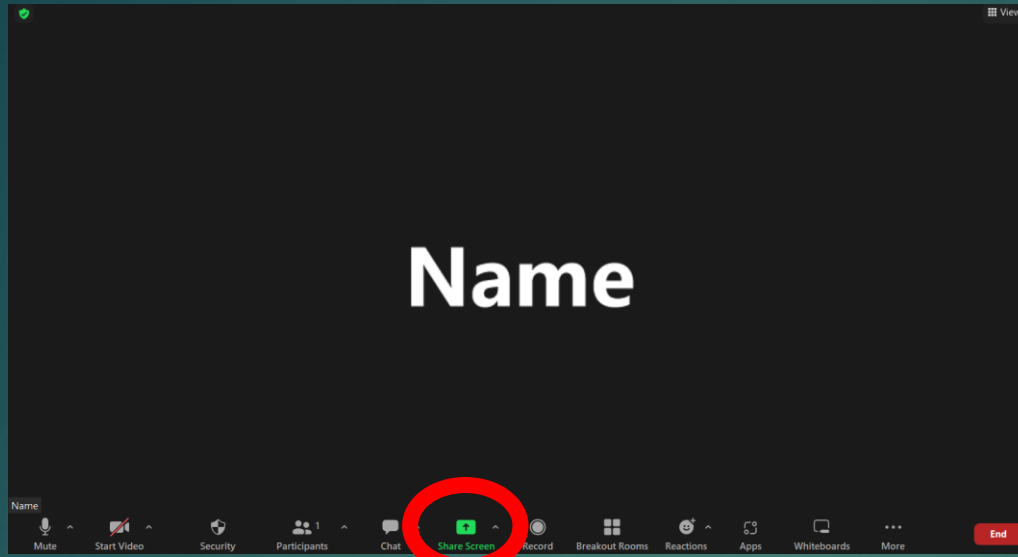 View
Name
Name
1
Mute Start Video Security Participants Chat Share Screen Record Breakout Rooms Reactions Apps Whiteboards More End